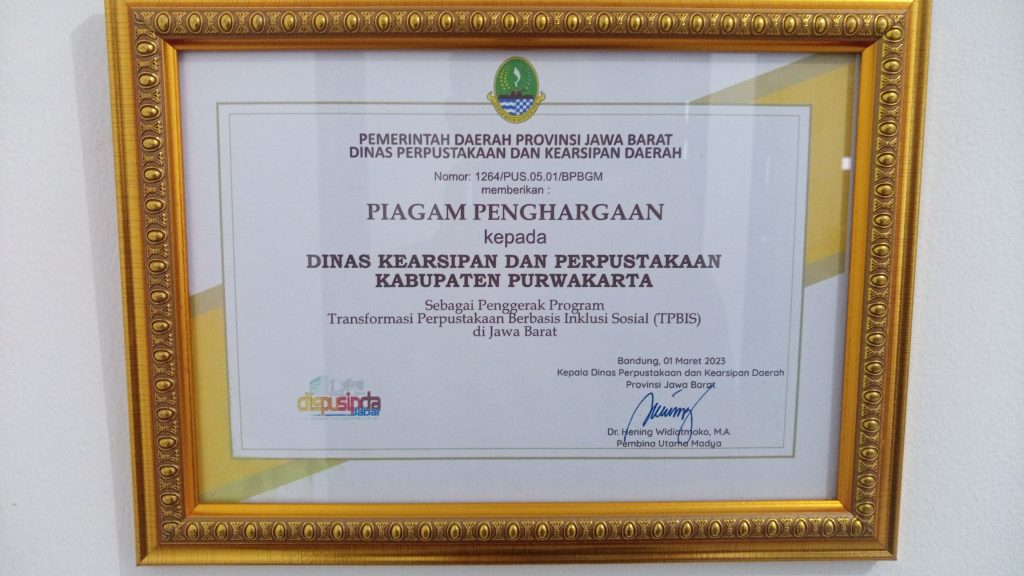 PEMERINTAH DAERAH PROVINSI JAWA BARAT
DINAS PERPUSTAKAAN DAN KEARSIPAN DAERAH
Nomor: 1264/PUS.05.01/BPBGM
memberikan :
PIAGAM PENGHARGAAN
kepada
DINAS KEARSIPAN DAN PERPUSTAKAAN
KABUPATEN PURWAKARTA
Sebagai Penggerak Program
Transformasi Perpustakaan Berbasis Inklusi Sosial (TPBIS)
di Jawa Barat
Bandung, 01 Maret 2023
Kepala Dinas Perpustakaan dan Kearsipan Daerah
Provinsi Jawa Barat
dispusipda
Jabar
Dr. Hening Widiatmoko, M.A.
Pembina Utama Madya